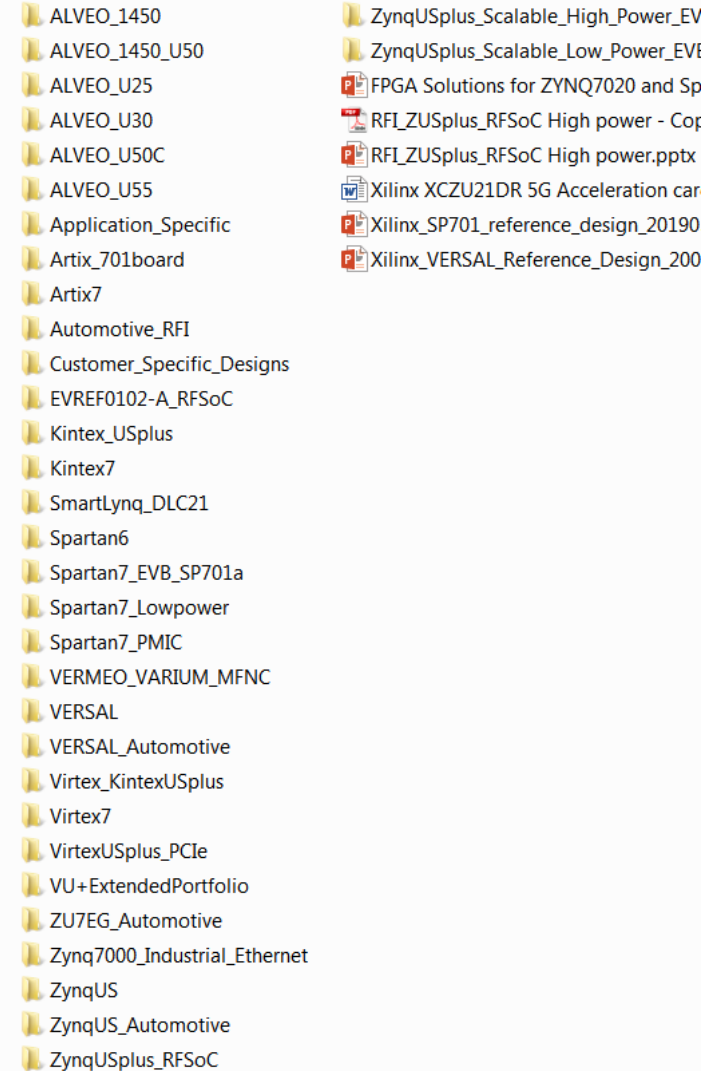 ALVEO_1450
ALVEO_1450_U50
ALVEO_U25
ALVEO_U30
ALVEO_U50C
ALVEO_U55
Application_Specific
Artix_701board
Artix7
Automotive_RFI
Customer_Specific_Designs
EVREF0102-A_RFSoC
Kintex_USplus
Kintex7
SmartLynq_DLC21
Spartan6
Spartan7_EVB_SP701a
Spartan7_Lowpower
Spartan7_PMIC
VERMEO_VARIUM_MFNC
VERSAL
VERSAL_Automotive
Virtex_KintexUSplus
Virtex7
VirtexUSplus_PCIe
VU+ExtendedPortfolio
ZU7EG_Automotive
Zynq7000_Industrial_Ethernet
ZynqUS
ZynqUS_Automotive
ZynqUSplus_RFSoC
ZynqUSplus_Scalable_High_Power_EV
ZynqUSplus_Scalable_Low_Power_EVE
FPGA Solutions for ZYNQ7020 and Sp
RFI_ZUSplus_RFSoC High power - Cop
RFI_ZUSplus_RFSoC High power.pptx
Xilinx XCZU21DR 5G Acceleration car
Xilinx_SP701_reference_design_20190
Xilinx_VERSAL_Reference_Design_200